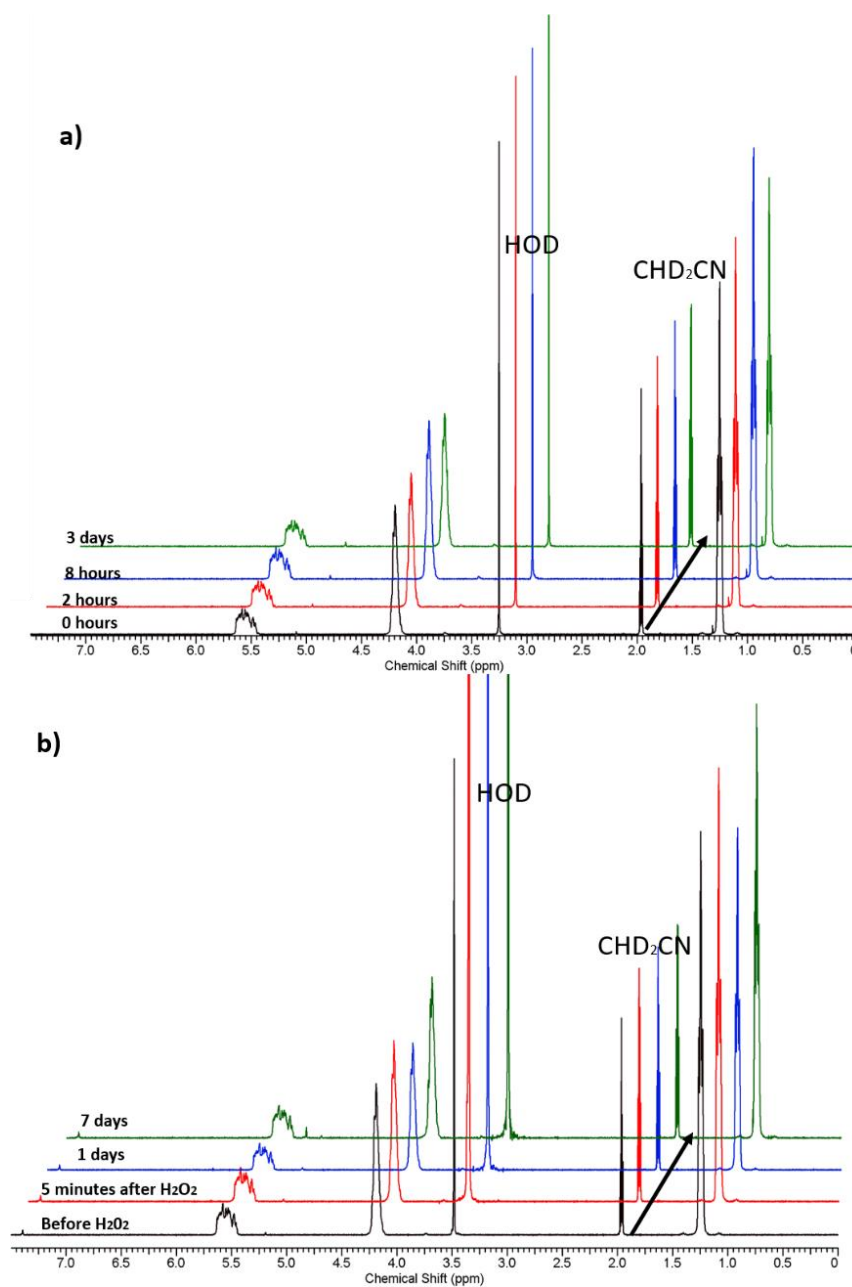 a)
HOD
CHD₂CN
3 days
8 hours
2 hours
0 hours
7.0 6.5 6.0 5.5 5.0 4.5 4.0 3.5 3.0 2.5 2.0 1.5 1.0 0.5 0
Chemical Shift (ppm)
b)
HOD
CHD₂CN
7 days
1 days
5 minutes after H₂O₂
Before H₂0₂
7.0 6.5 6.0 5.5 5.0 4.5 4.0 3.5 3.0 2.5 2.0 1.5 1.0 0.5 0
Chemical Shift (ppm)